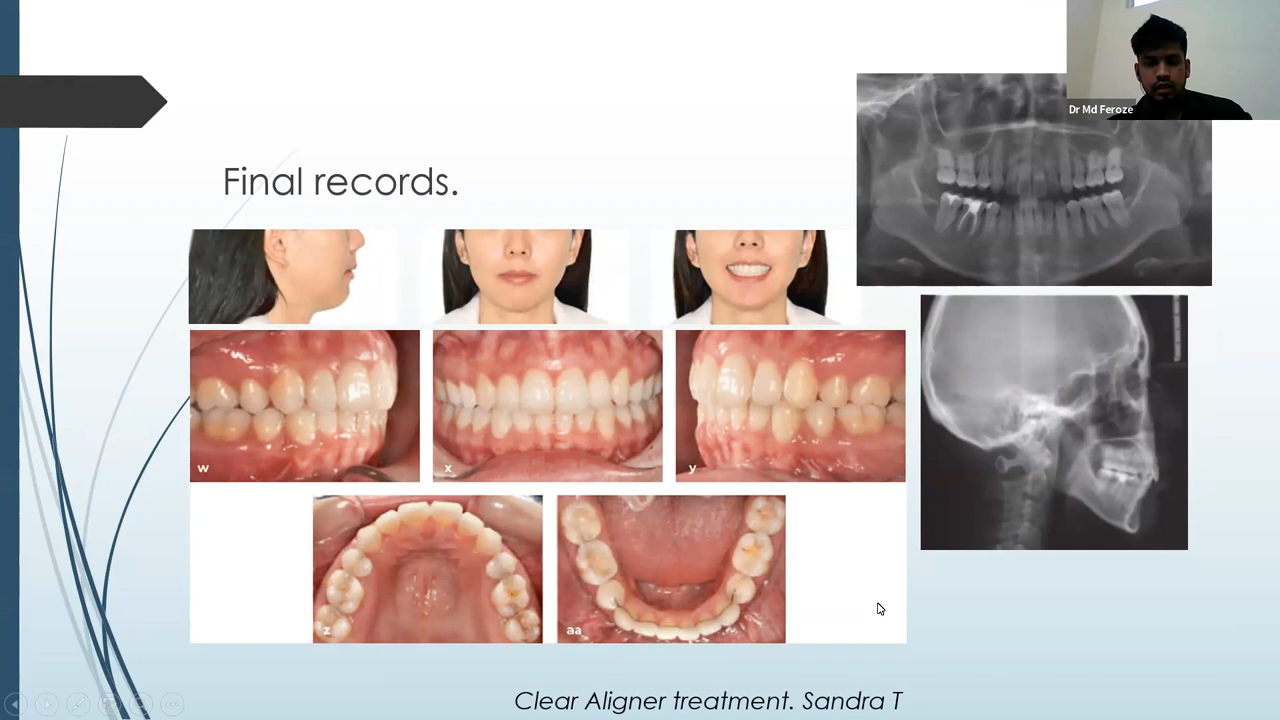 Dr Md Feroze
Final records.
w
x
y
z
aa
Clear Aligner treatment. Sandra T